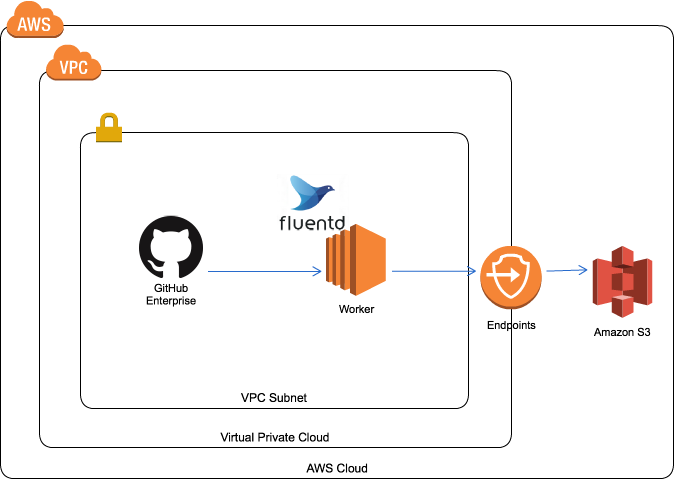 AWS
VPC
fluentd
GitHub
Enterprise
Worker
Endpoints
Amazon S3
VPC Subnet
Virtual Private Cloud
AWS Cloud